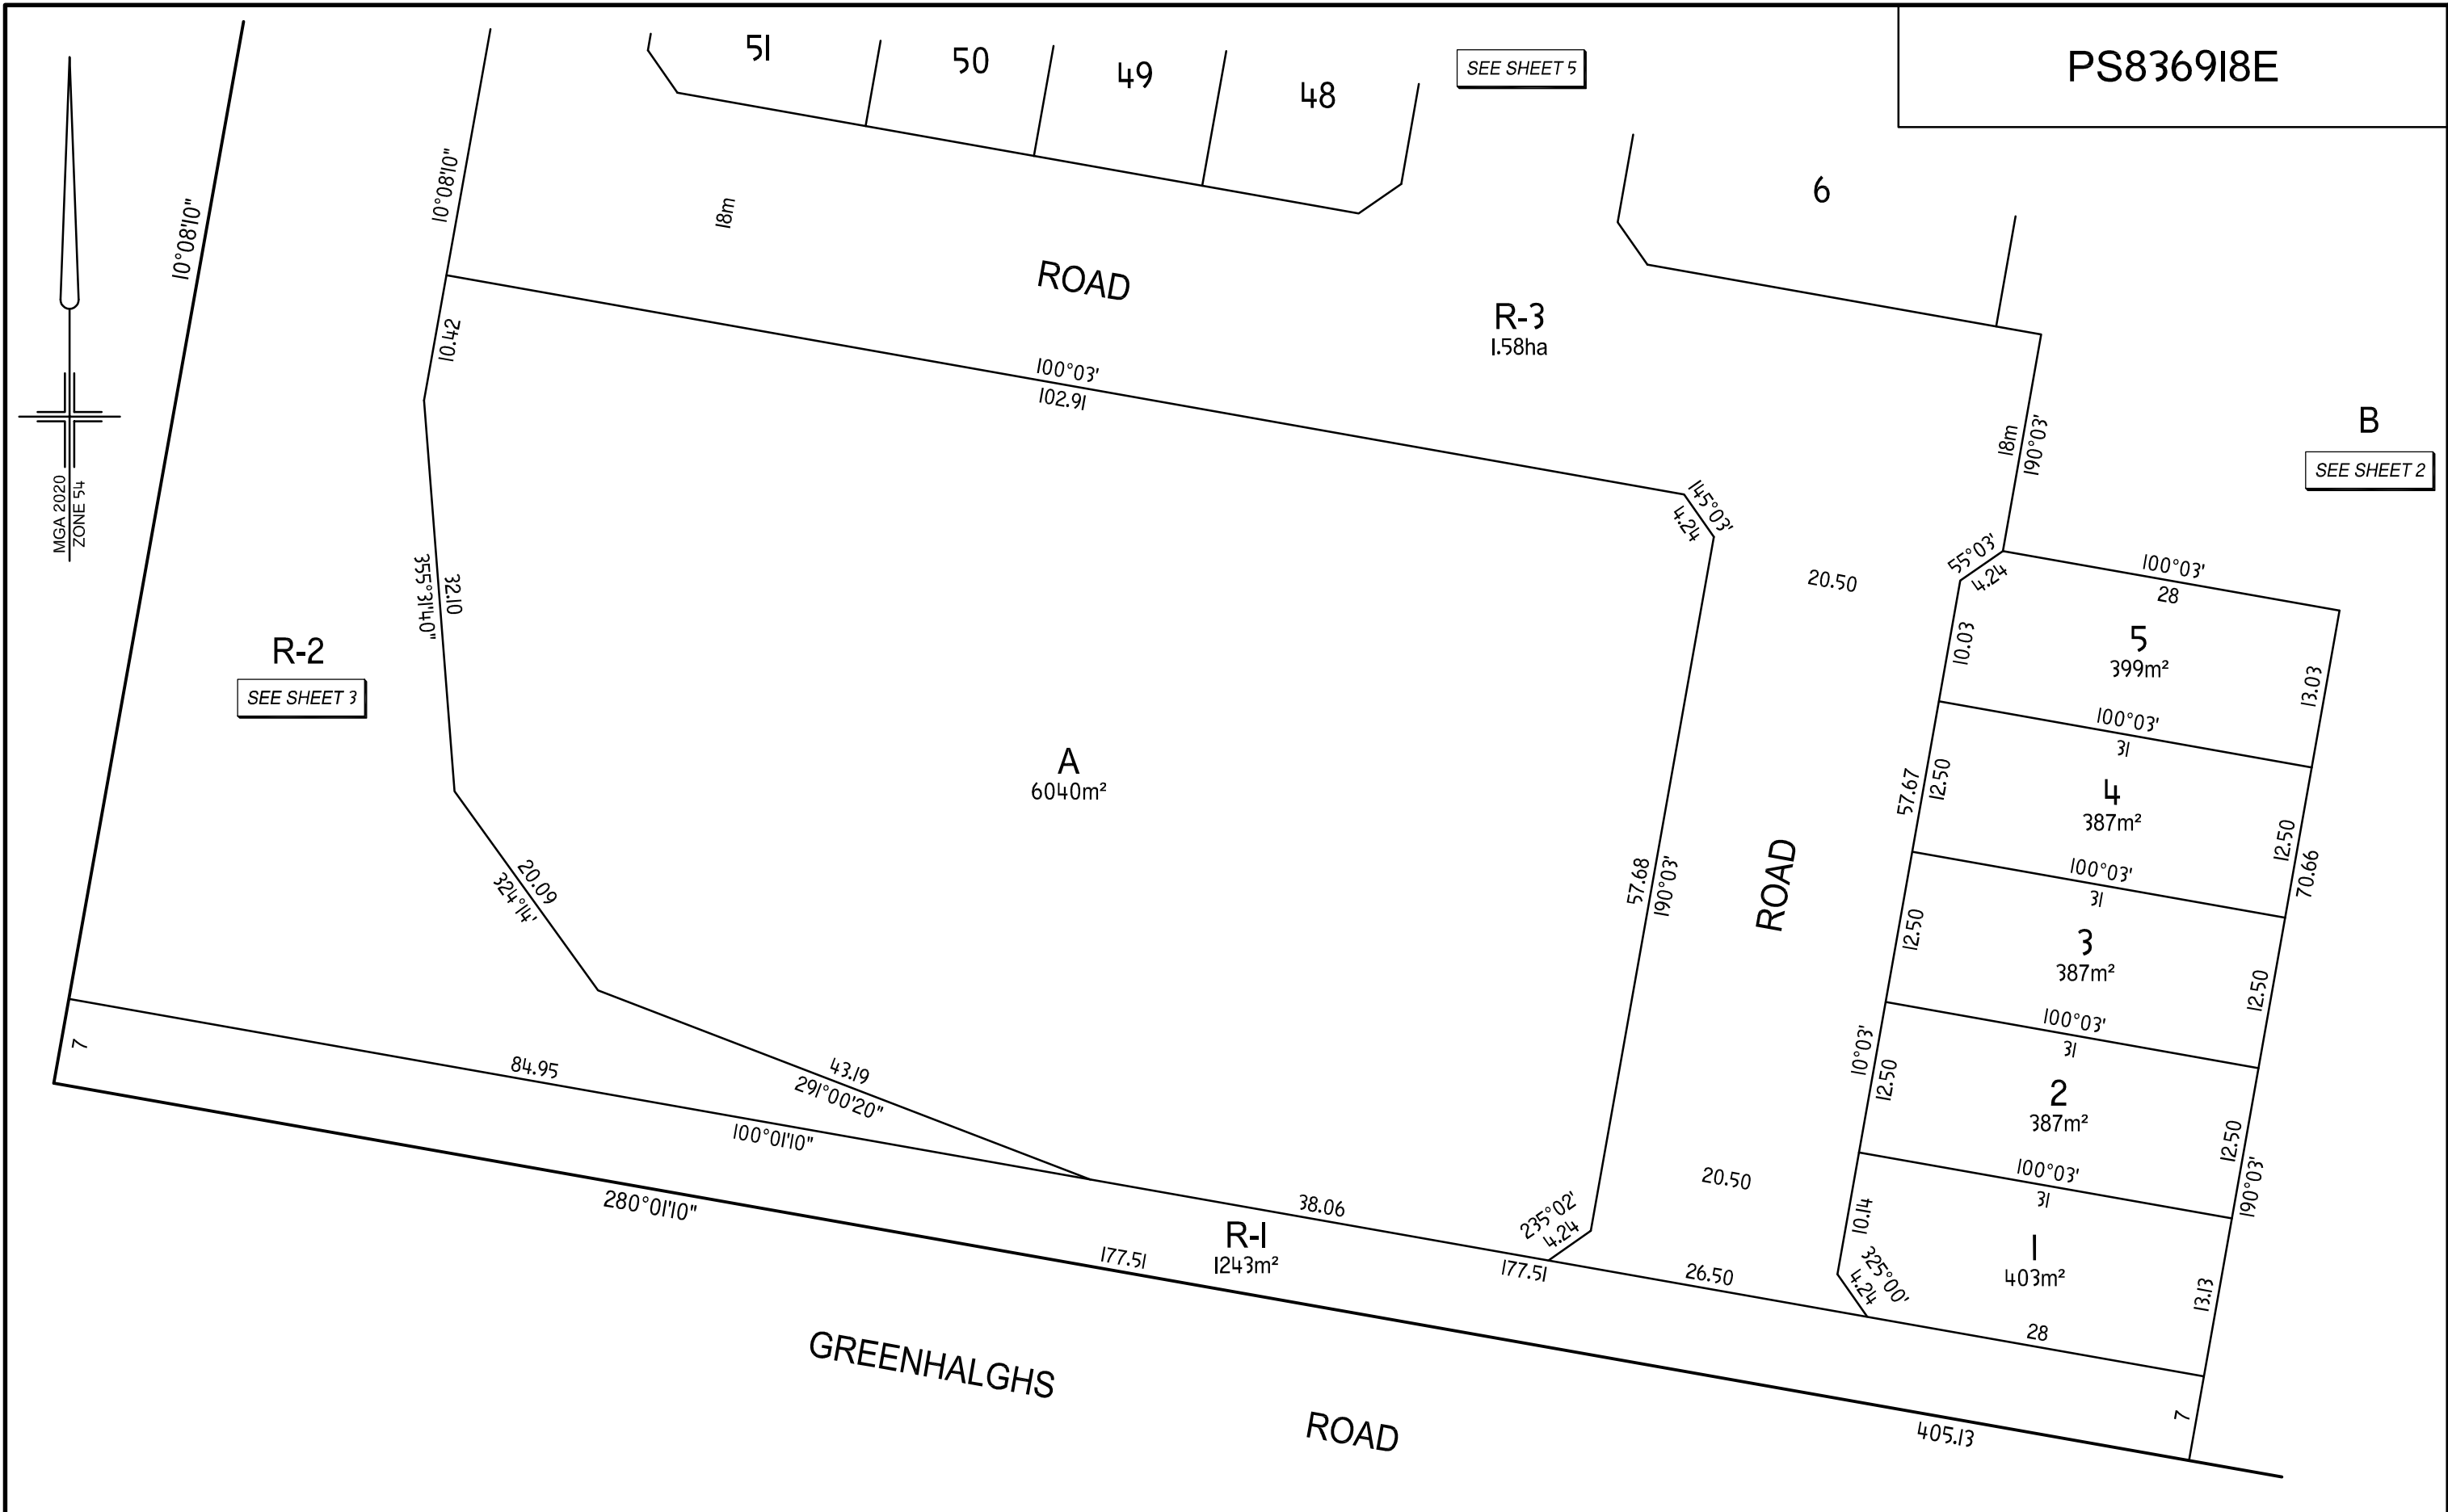 PS836918E
51
50
49
48
SEE SHEET 5
6
10°08'10"
10°08'10"
18m
ROAD
R-3
1.58ha
10.42
100°03'
102.91
B
SEE SHEET 2
18m
190°03'
MGA 2020
ZONE 54
145°03'
4.24
55°03'
4.24
20.50
100°03'
28
355°31'40"
32.10
R-2
SEE SHEET 3
10.03
5
399m²
13.03
100°03'
31
A
6040m²
57.67
12.50
4
387m²
12.50
70.66
100°03'
31
20.09
324°14'
57.68
190°03'
ROAD
12.50
3
387m²
12.50
100°03'
31
7
84.95
43.19
291°00'20"
100°01'10"
10°03'
12.50
2
387m²
12.50
190°03'
100°03'
31
280°01'10"
38.06
235°02'
4.24
20.50
10.14
R-1
1243m²
177.51
177.51
26.50
325°00'
4.24
1
403m²
13.13
28
7
GREENHALGHS
ROAD
405.13